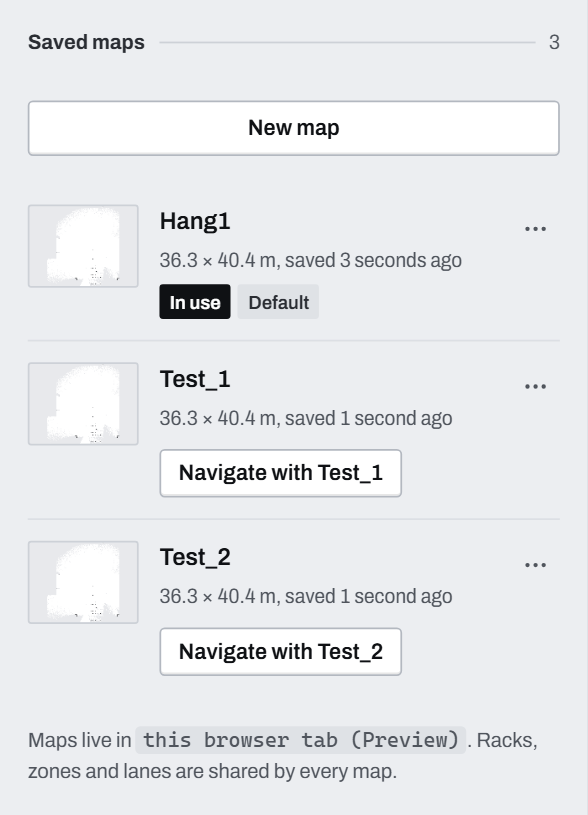 Saved maps 3
New map
Hang1
36.3 × 40.4 m, saved 3 seconds ago
In use Default
Test_1
36.3 × 40.4 m, saved 1 second ago
Navigate with Test_1
Test_2
36.3 × 40.4 m, saved 1 second ago
Navigate with Test_2
Maps live in this browser tab (Preview). Racks,
zones and lanes are shared by every map.